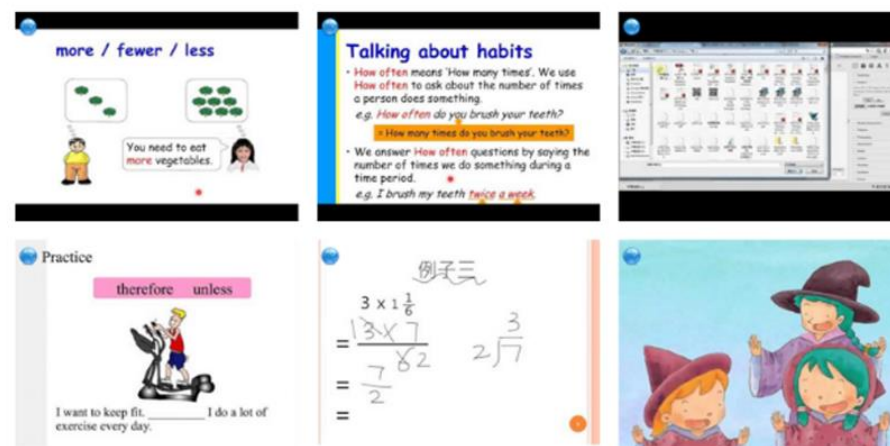 more / fewer / less
You need to eat
more vegetables.
Talking about habits
• How often means 'How many times'. We use
How often to ask about the number of times
a person does something.
e.g. How often do you brush your teeth?
= How many times do you brush your teeth?
• We answer How often questions by saying the
number of times we do something during a
time period.
e.g. I brush my teeth twice a week.
Practice
therefore unless
I want to keep fit. ________ I do a lot of
exercise every day.
例子三
3 × 1 1/6
= 1 3 × 7 / 6 2
= 7/2
=
3
2 7